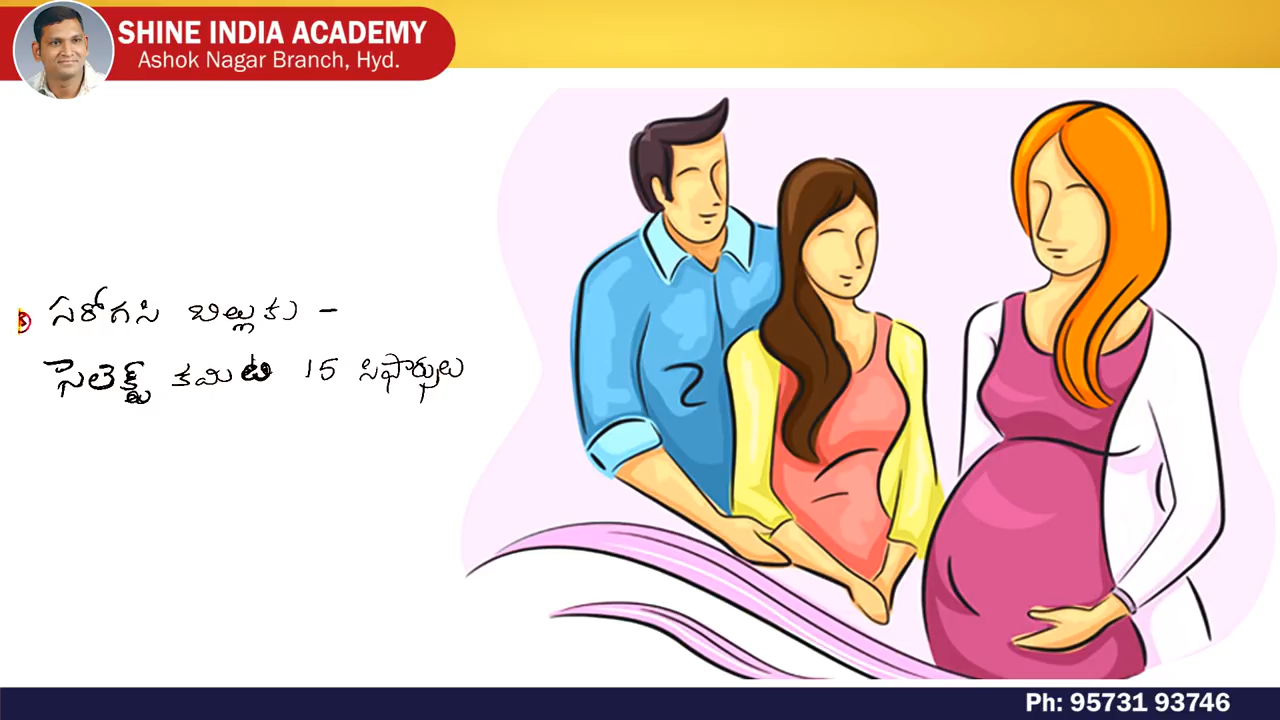 SHINE INDIA ACADEMY
Ashok Nagar Branch, Hyd.
సరోగసి బిల్లుకు -
సెలెక్ట్ కమిటి 15 సిఫార్సులు
Ph: 95731 93746